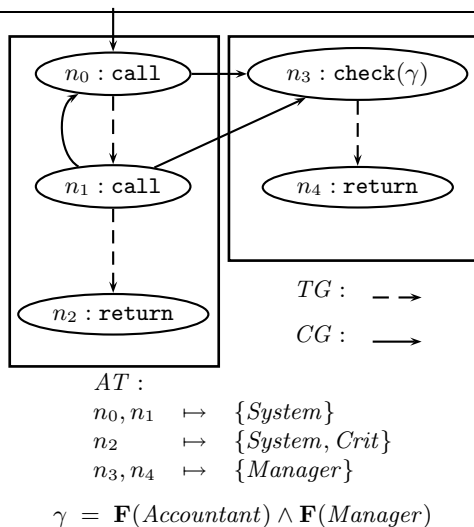 n₀ : call
n₃ : check(γ)
n₁ : call
n₄ : return
n₂ : return
TG :
CG :
AT :
n₀, n₁ ↦ {System}
n₂ ↦ {System, Crit}
n₃, n₄ ↦ {Manager}
γ = F(Accountant) ∧ F(Manager)